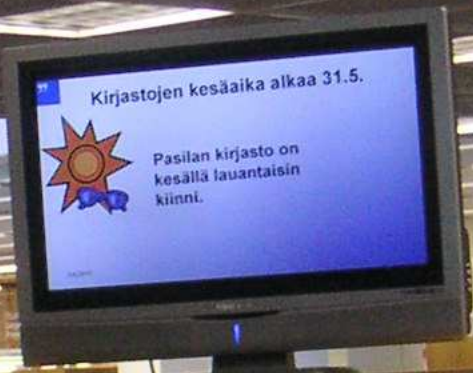 Kirjastojen kesäaika alkaa 31.5.
Pasilan kirjasto on
kesällä lauantaisin
kiinni.